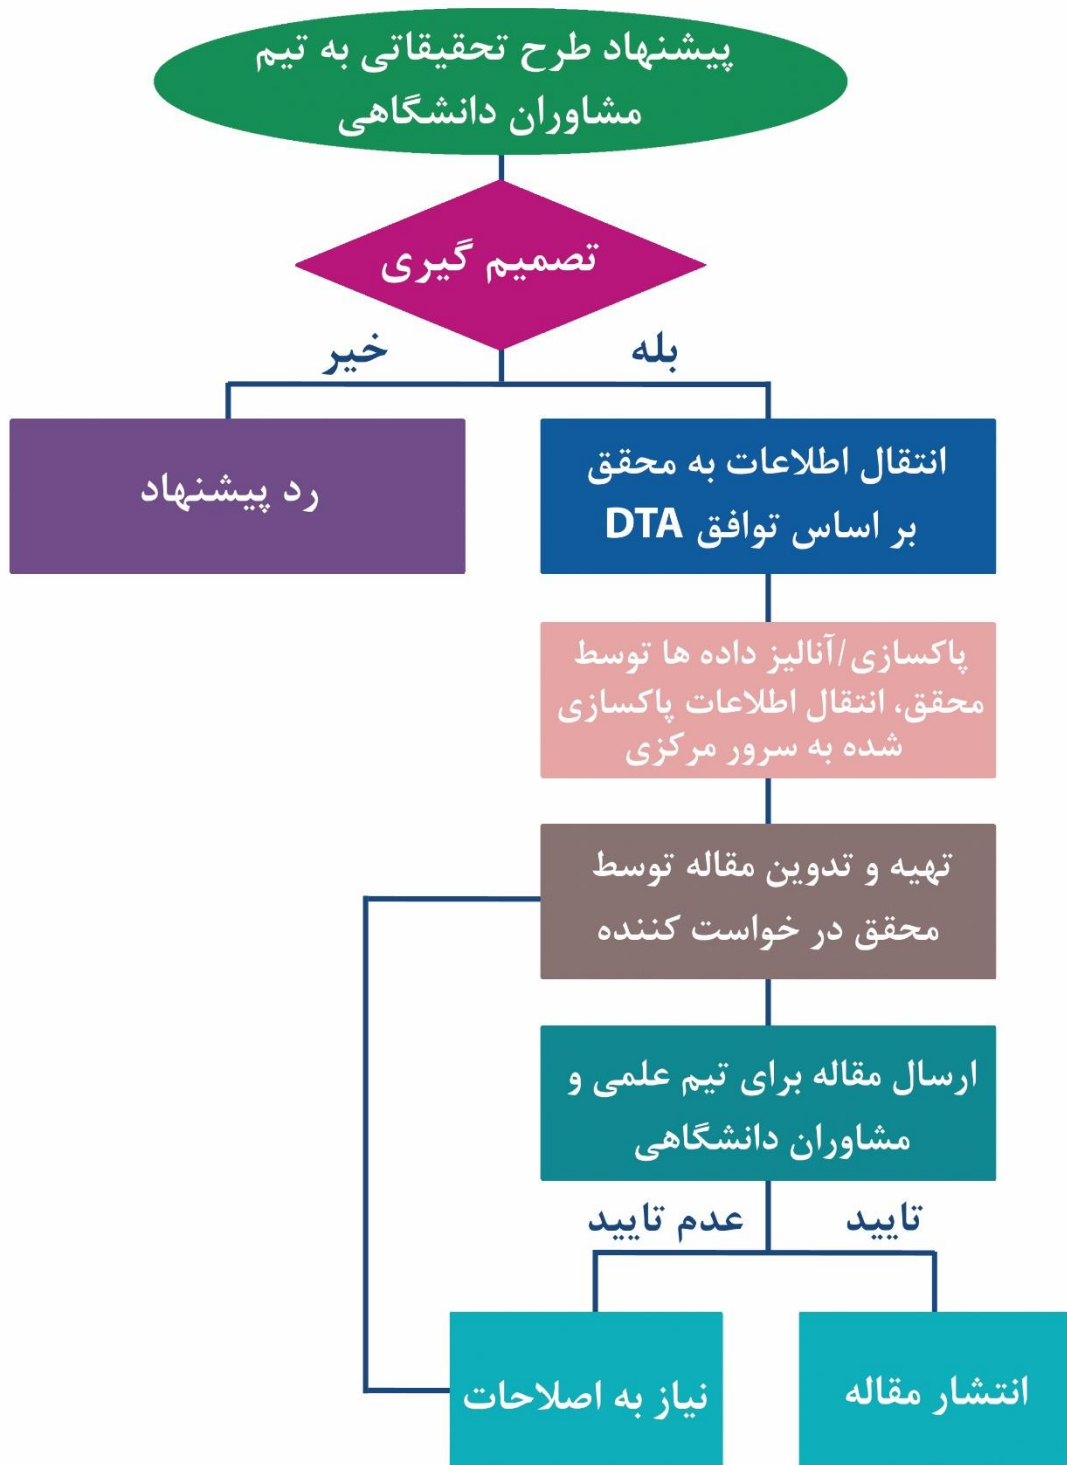 پیشنهاد طرح تحقیقاتی به تیم
مشاوران دانشگاهی
تصمیم گیری
بله
خیر
انتقال اطلاعات به محقق
بر اساس توافق DTA
رد پیشنهاد
پاکسازی/آنالیز داده ها توسط
محقق، انتقال اطلاعات پاکسازی
شده به سرور مرکزی
تهیه و تدوین مقاله توسط
محقق در خواست کننده
ارسال مقاله برای تیم علمی و
مشاوران دانشگاهی
تایید
عدم تایید
انتشار مقاله
نیاز به اصلاحات